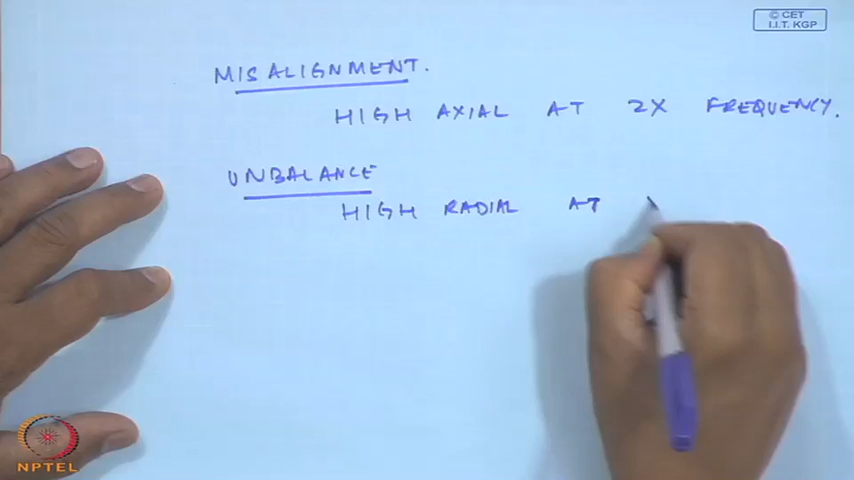 © CET
I.I.T. KGP
MISALIGNMENT.
HIGH AXIAL AT 2X FREQUENCY.
UNBALANCE
HIGH RADIAL AT
NPTEL